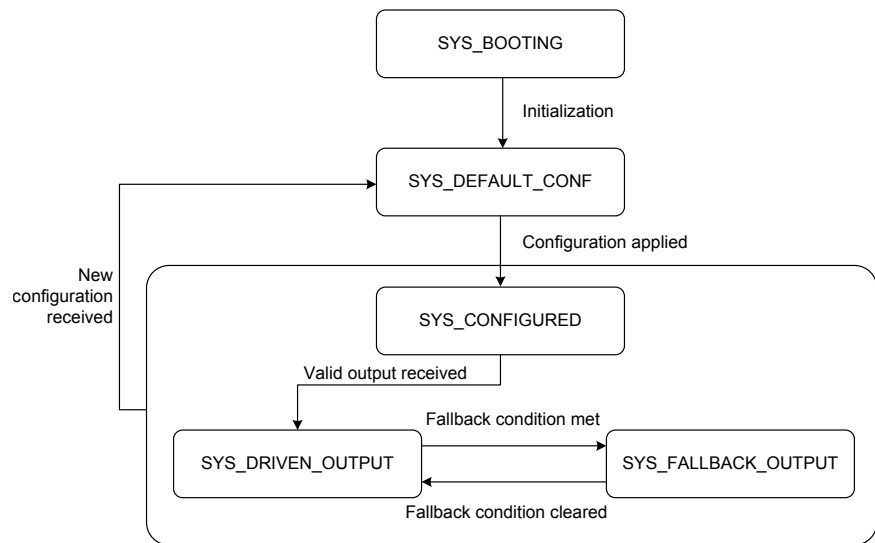 SYS_BOOTING
Initialization
SYS_DEFAULT_CONF
Configuration applied
New
configuration
received
SYS_CONFIGURED
Valid output received
Fallback condition met
SYS_DRIVEN_OUTPUT
SYS_FALLBACK_OUTPUT
Fallback condition cleared